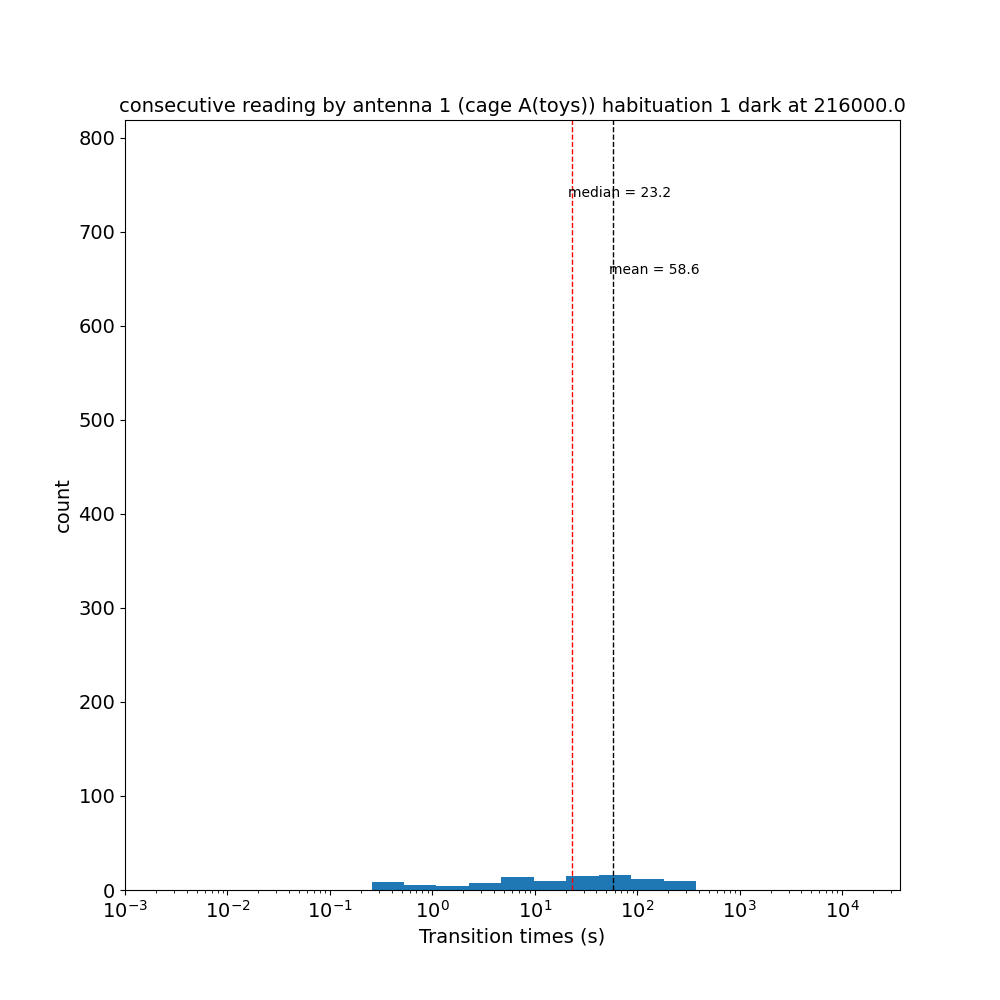 consecutive reading by antenna 1 (cage A(toys)) habituation 1 dark at 216000.0
800
median = 23.2
700
mean = 58.6
600
500
count
400
300
200
100
0
10⁻³ 10⁻² 10⁻¹ 10⁰ 10¹ 10² 10³ 10⁴
Transition times (s)